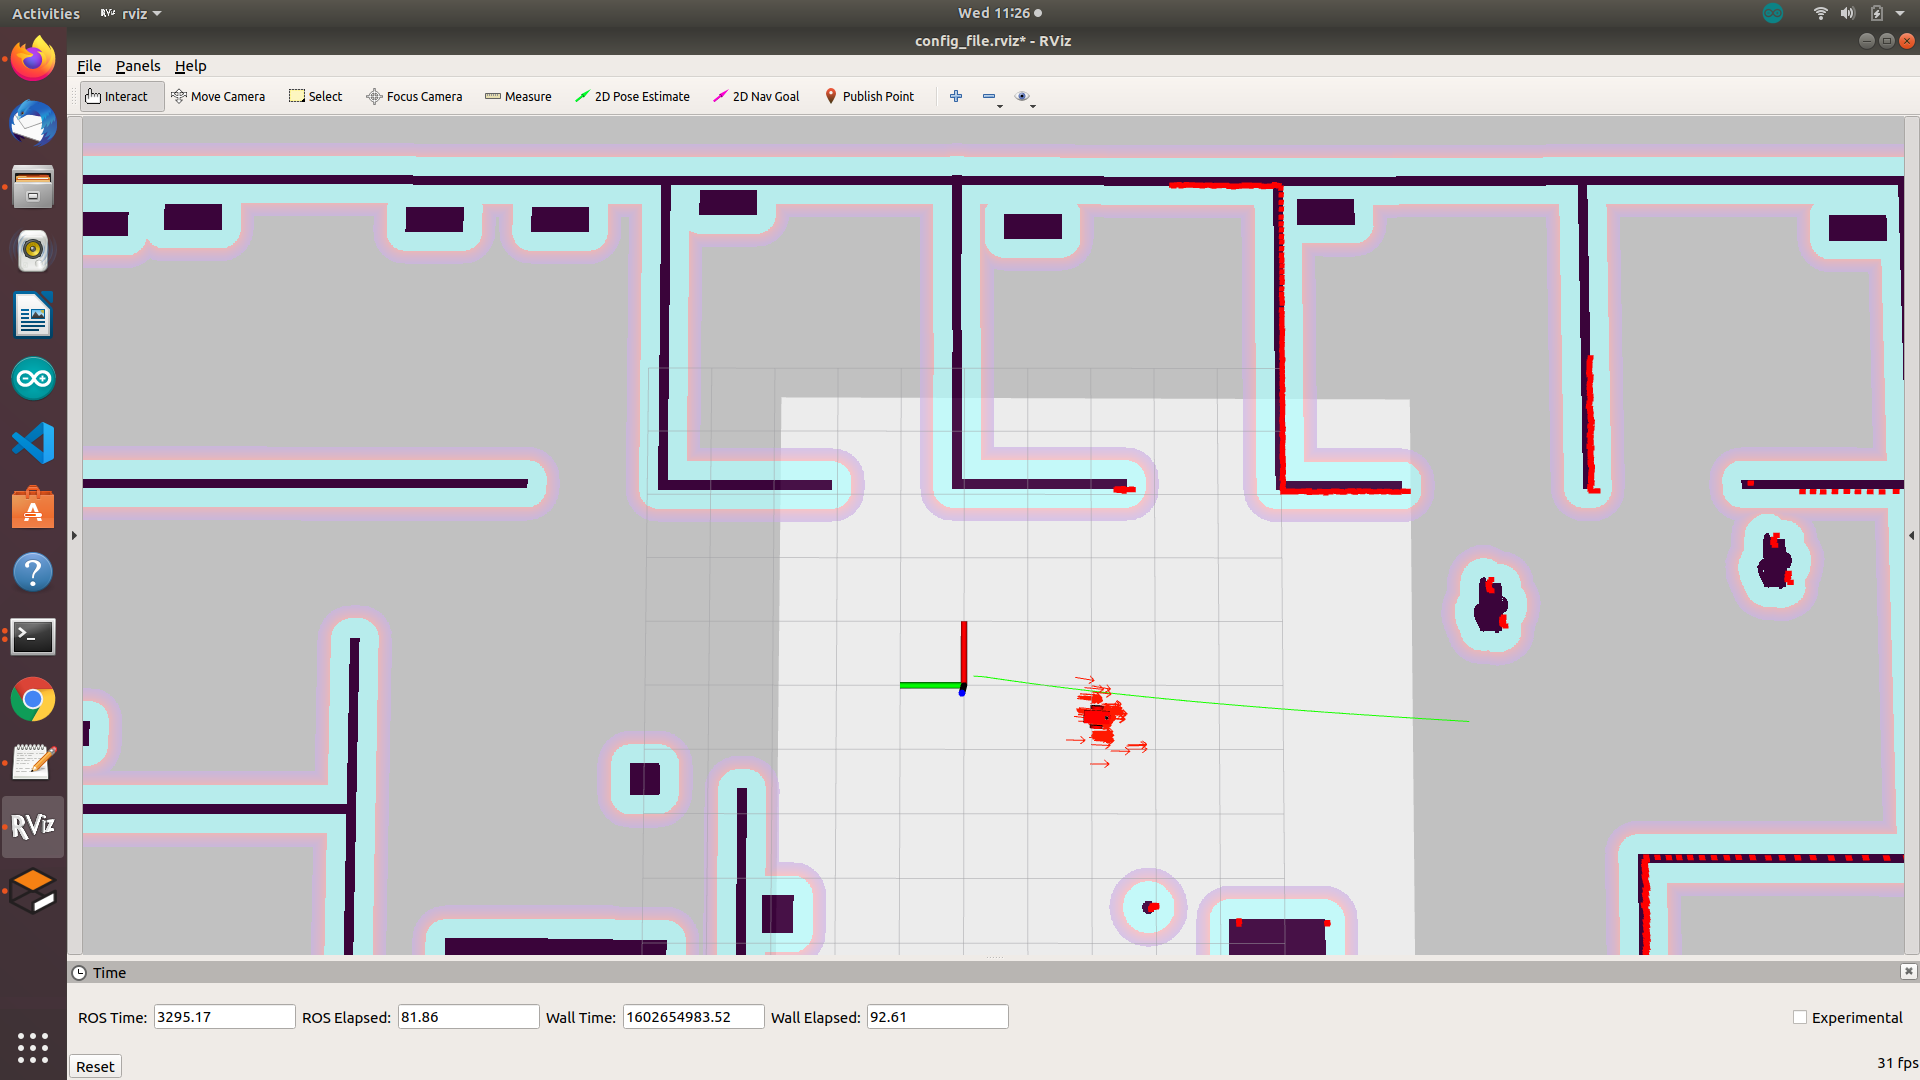 Activities RViz rviz Wed 11:26
config_file.rviz* - RViz
File Panels Help
Interact Move Camera Select Focus Camera Measure 2D Pose Estimate 2D Nav Goal Publish Point
RViz
Time
ROS Time: 3295.17 ROS Elapsed: 81.86 Wall Time: 1602654983.52 Wall Elapsed: 92.61 Experimental
Reset 31 fps